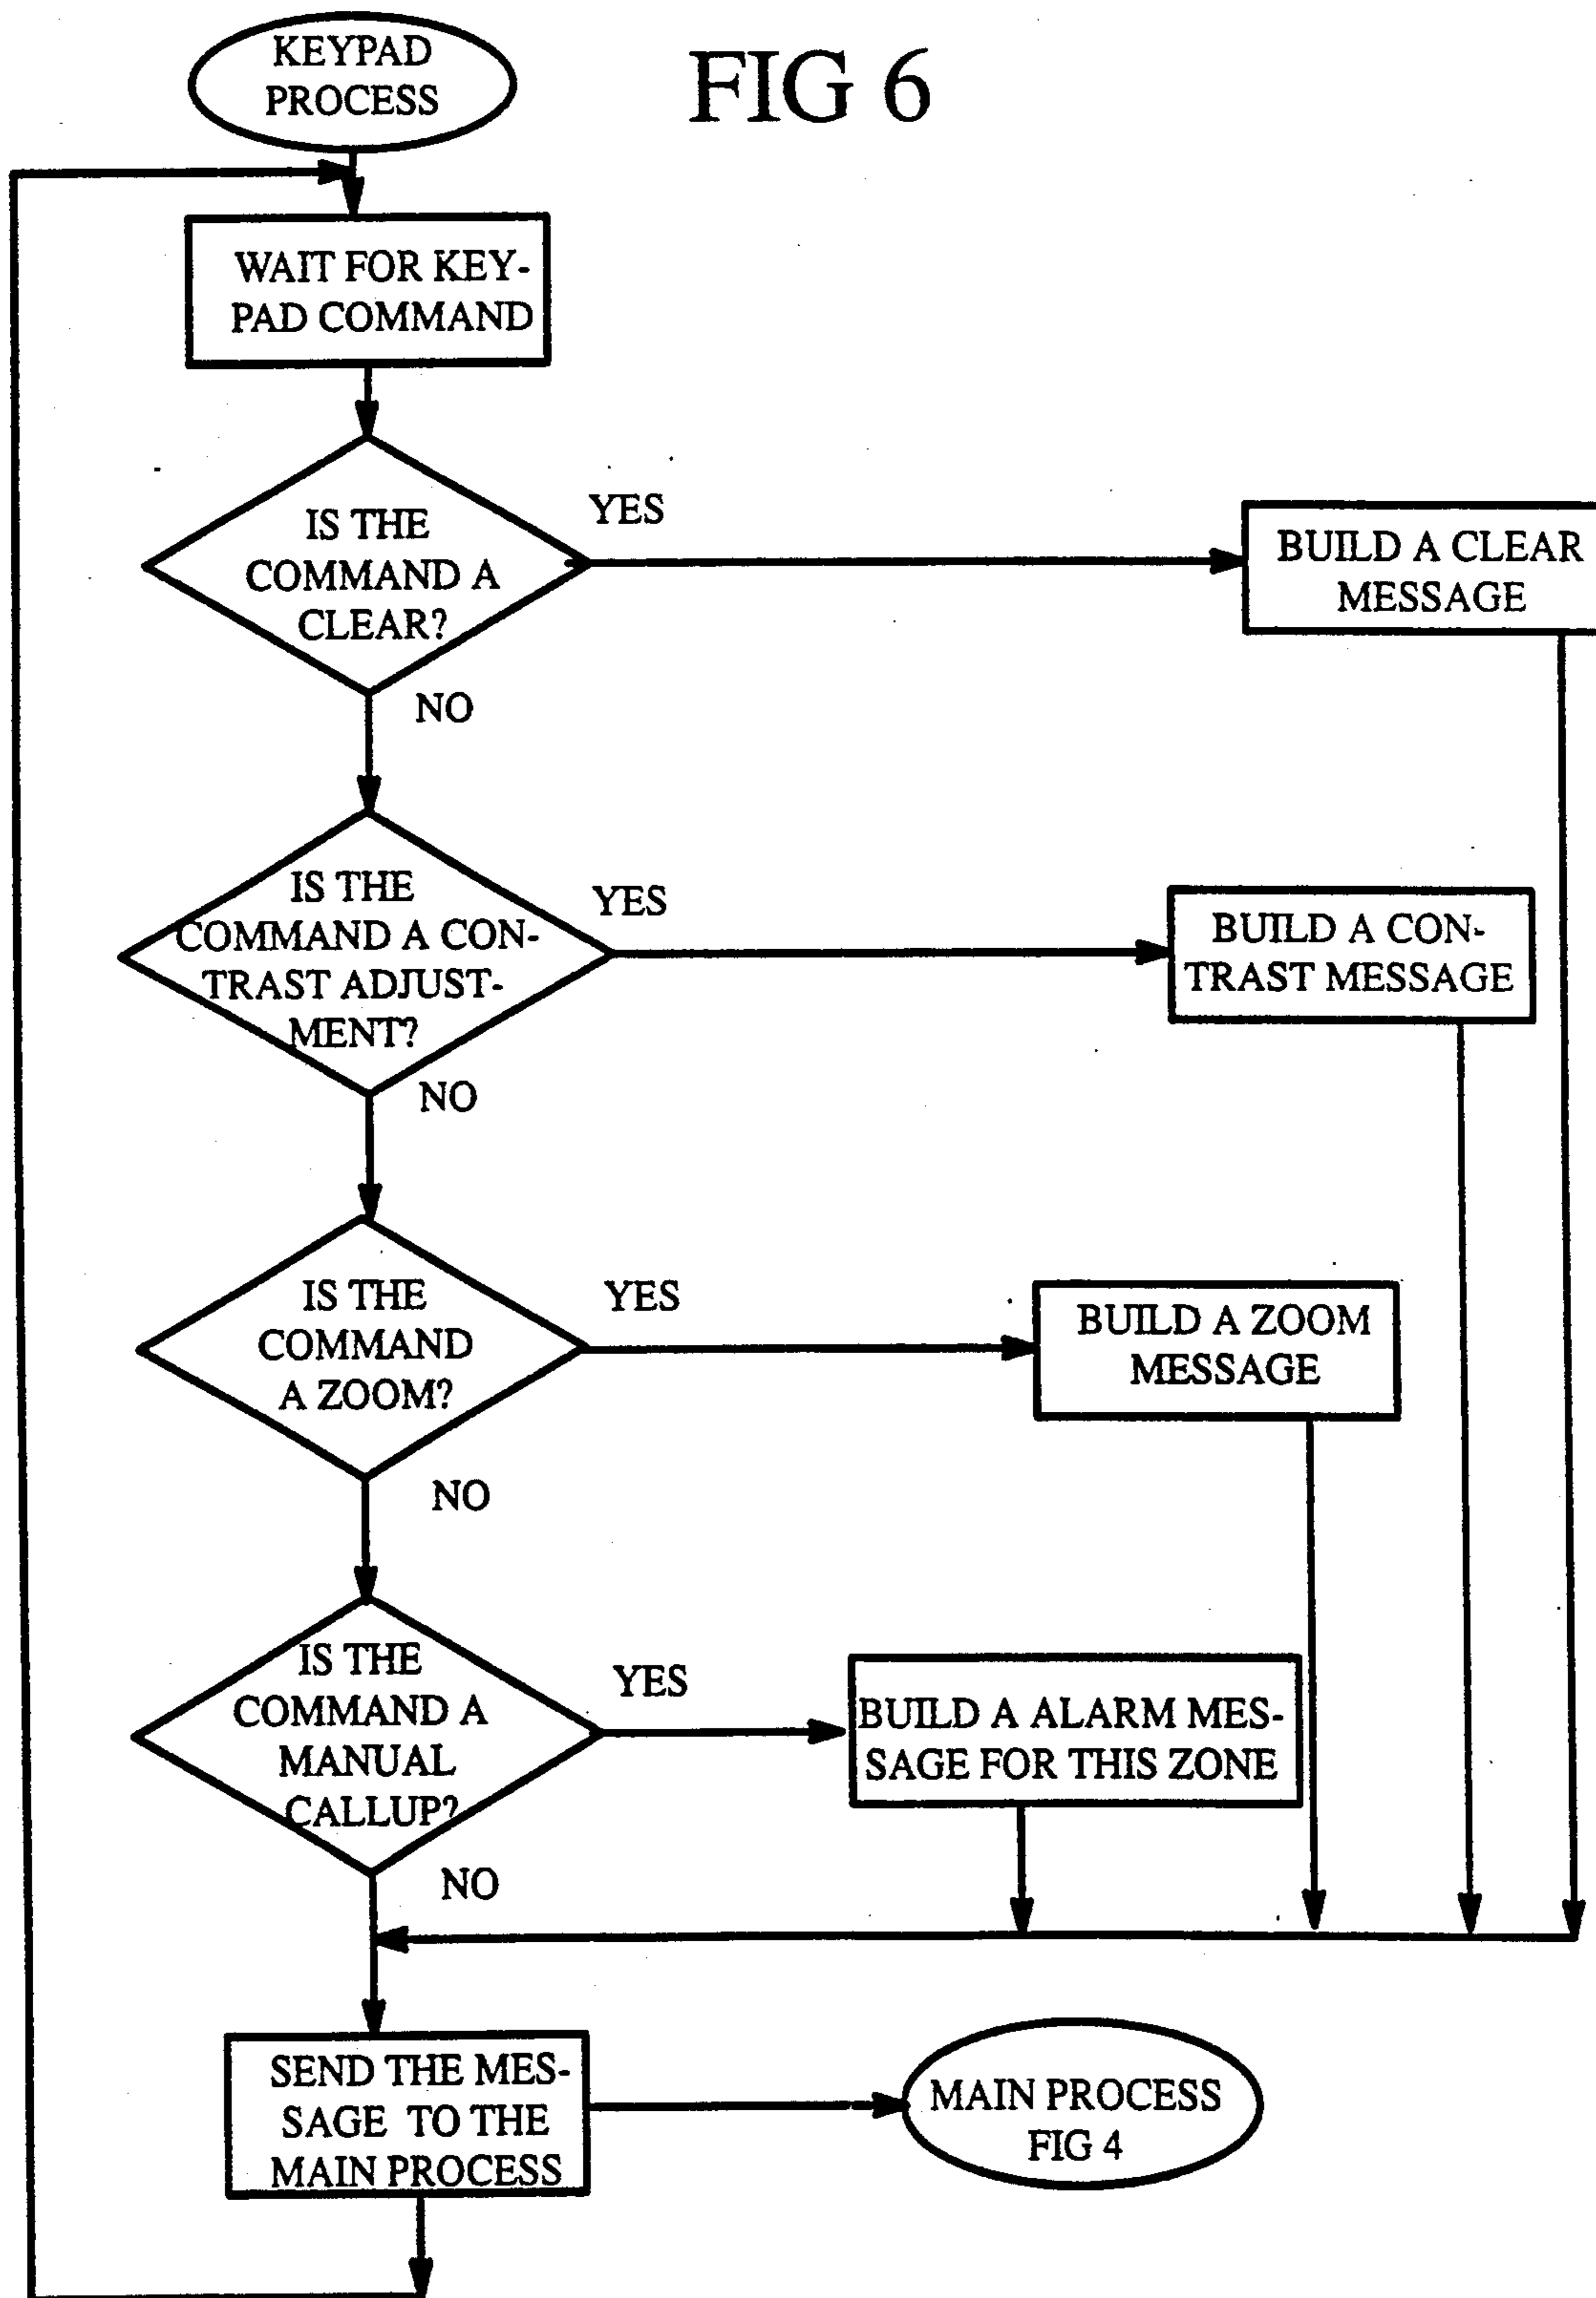 KEYPAD
PROCESS
FIG 6
WAIT FOR KEY-
PAD COMMAND
IS THE
COMMAND A
CLEAR?
YES
NO
BUILD A CLEAR
MESSAGE
IS THE
COMMAND A CON-
TRAST ADJUST-
MENT?
YES
NO
BUILD A CON-
TRAST MESSAGE
IS THE
COMMAND
A ZOOM?
YES
NO
BUILD A ZOOM
MESSAGE
IS THE
COMMAND A
MANUAL
CALLUP?
YES
NO
BUILD A ALARM MES-
SAGE FOR THIS ZONE
SEND THE MES-
SAGE TO THE
MAIN PROCESS
MAIN PROCESS
FIG 4